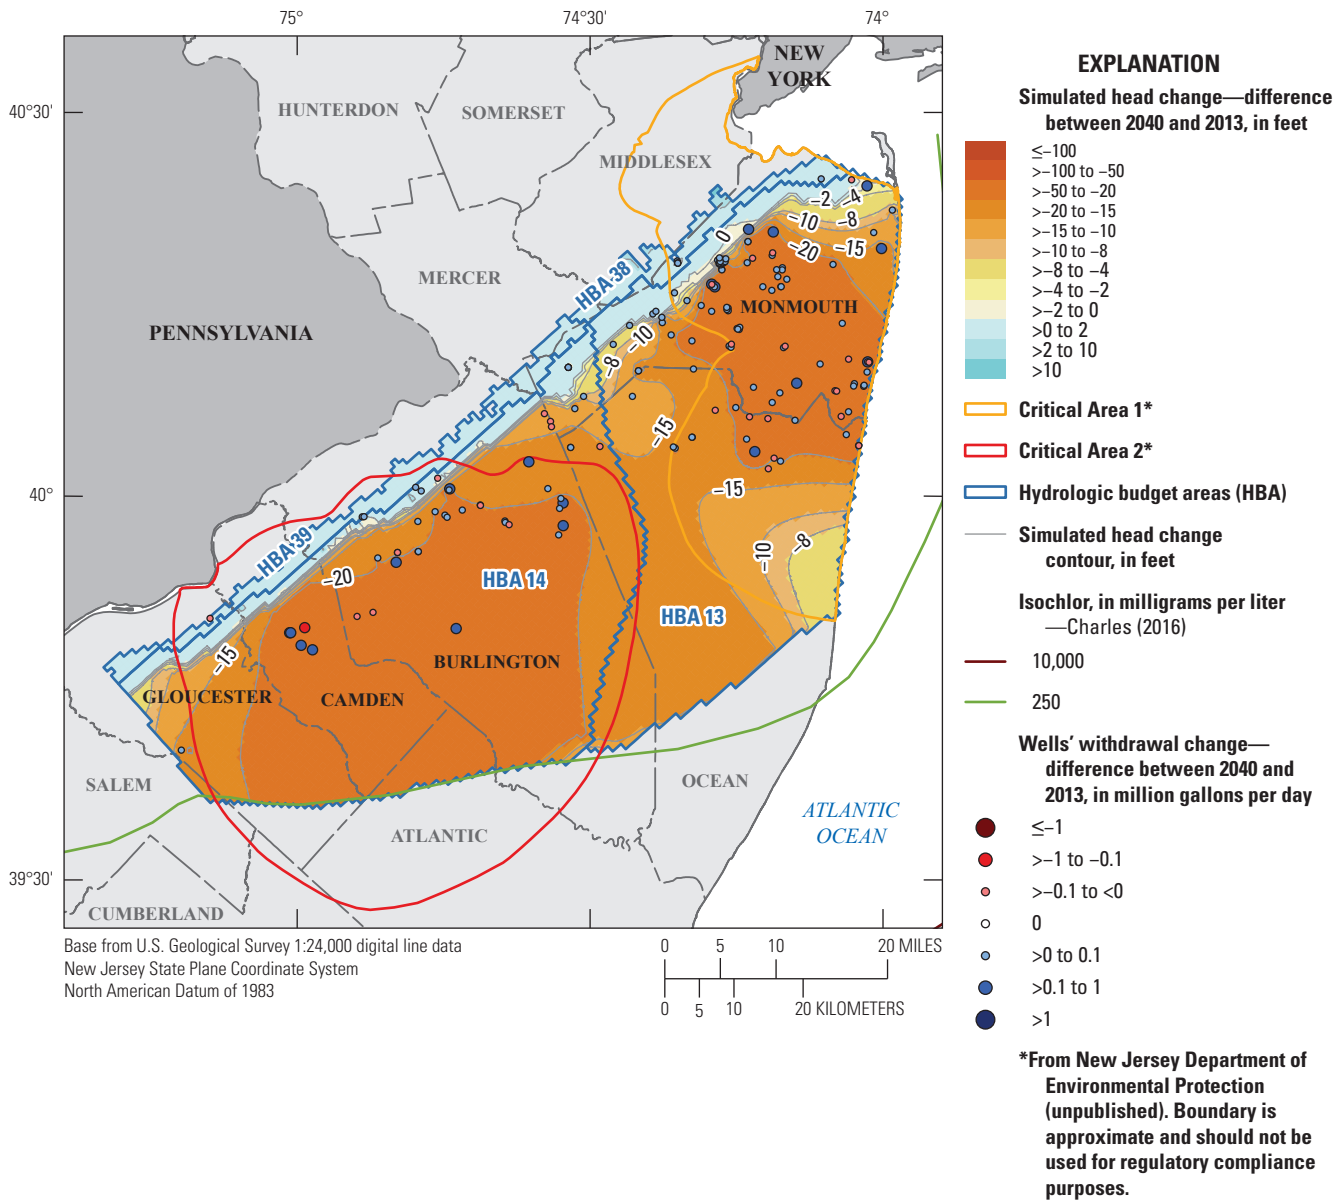 75°
74°30'
74°
40°30'
40°
39°30'
NEW
YORK
HUNTERDON
SOMERSET
MIDDLESEX
MERCER
PENNSYLVANIA
MONMOUTH
HBA 38
HBA 39
HBA 14
HBA 13
BURLINGTON
GLOUCESTER
CAMDEN
SALEM
OCEAN
ATLANTIC
CUMBERLAND
ATLANTIC
OCEAN
0
−2
−4
−10
−8
−20
−15
−10
−8
−15
−15
−10
−8
−20
−15
EXPLANATION
Simulated head change—difference
between 2040 and 2013, in feet
≤−100
>−100 to −50
>−50 to −20
>−20 to −15
>−15 to −10
>−10 to −8
>−8 to −4
>−4 to −2
>−2 to 0
>0 to 2
>2 to 10
>10
Critical Area 1*
Critical Area 2*
Hydrologic budget areas (HBA)
Simulated head change
contour, in feet
Isochlor, in milligrams per liter
—Charles (2016)
10,000
250
Wells' withdrawal change—
difference between 2040 and
2013, in million gallons per day
≤−1
>−1 to −0.1
>−0.1 to <0
0
>0 to 0.1
>0.1 to 1
>1
*From New Jersey Department of
Environmental Protection
(unpublished). Boundary is
approximate and should not be
used for regulatory compliance
purposes.
Base from U.S. Geological Survey 1:24,000 digital line data
New Jersey State Plane Coordinate System
North American Datum of 1983
0 5 10 20 MILES
0 5 10 20 KILOMETERS